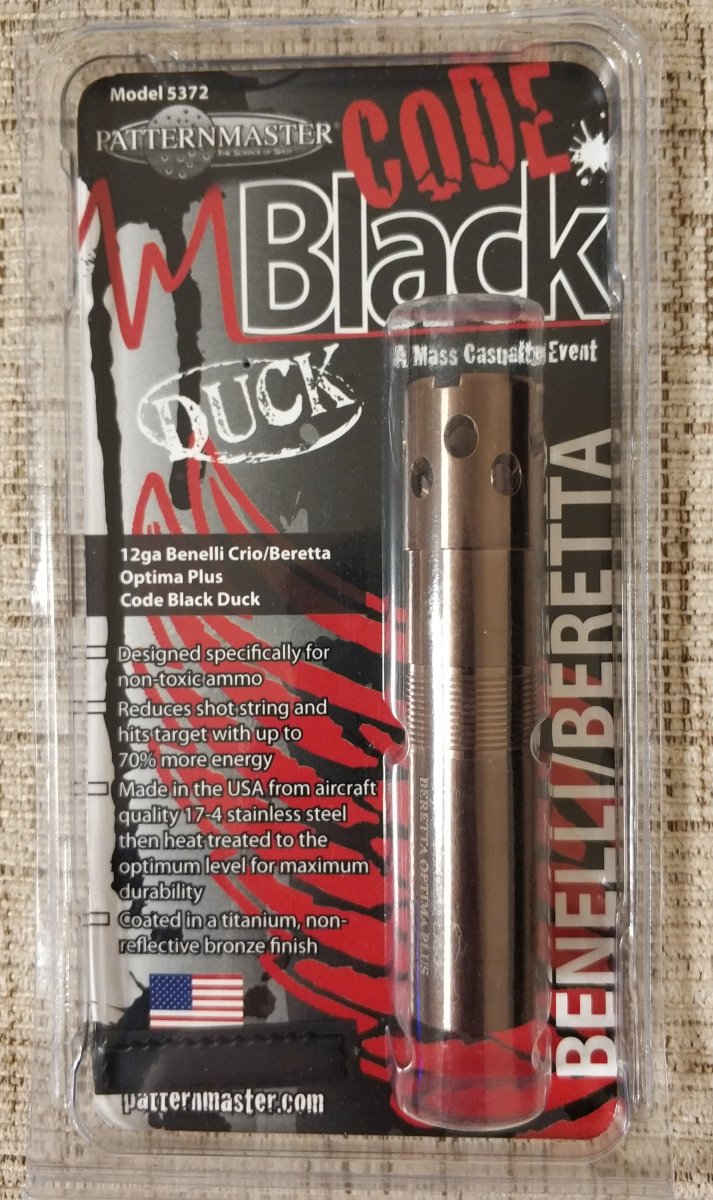 Model 5372
PATTERNMASTER
THE SCIENCE OF SHOT
CODE
Black
A Mass Casualty Event
DUCK
12ga Benelli Crio/Beretta
Optima Plus
Code Black Duck
Designed specifically for
non-toxic ammo
Reduces shot string and
hits target with up to
70% more energy
Made in the USA from aircraft
quality 17-4 stainless steel
then heat treated to the
optimum level for maximum
durability
Coated in a titanium, non-
reflective bronze finish
patternmaster.com
BENELLI/BERETTA
BERETTA OPTIMA PLUS